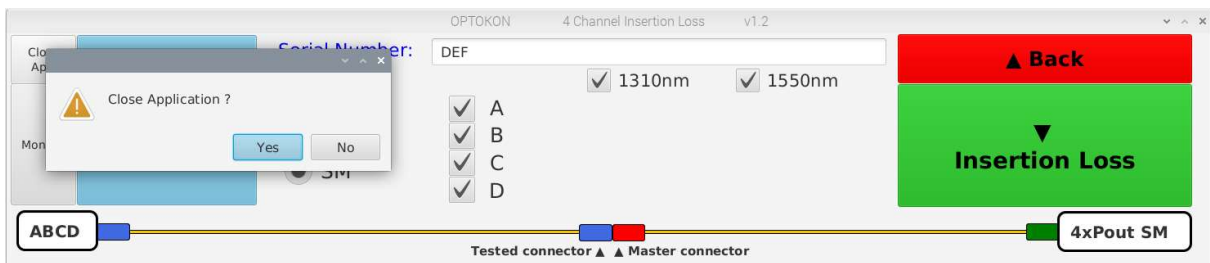 OPTOKON 4 Channel Insertion Loss v1.2
Serial Number:
DEF
▲ Back
1310nm
1550nm
Close Application ?
Yes
No
A
B
C
D
SM
▼
Insertion Loss
ABCD
4xPout SM
Tested connector ▲ ▲ Master connector